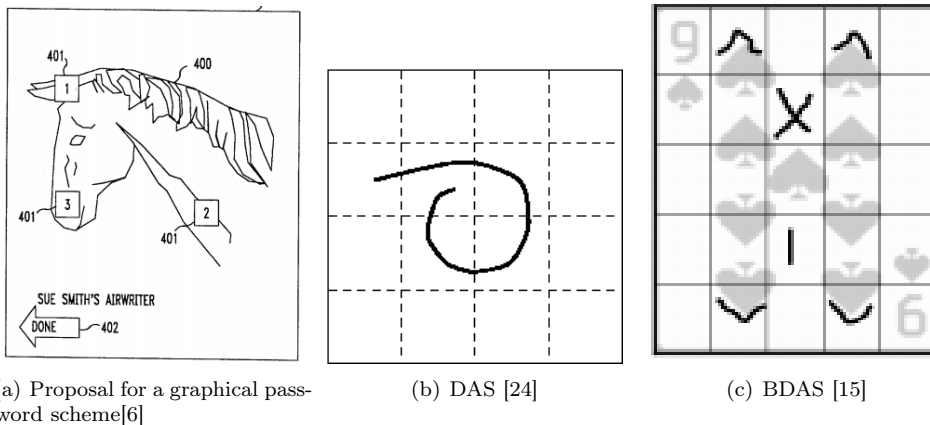 401
400
1
3
401
2
401
SUE SMITH'S AIRWRITER
DONE
402
9
6
a) Proposal for a graphical pass-
word scheme[6]
(b) DAS [24]
(c) BDAS [15]